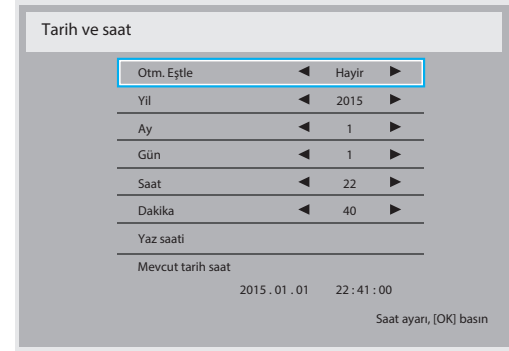 Tarih ve saat
Otm. Eştle ◀ Hayir ▶
Yil ◀ 2015 ▶
Ay ◀ 1 ▶
Gün ◀ 1 ▶
Saat ◀ 22 ▶
Dakika ◀ 40 ▶
Yaz saati
Mevcut tarih saat
2015 . 01 . 01 22 : 41 : 00
Saat ayarı, [OK] basın